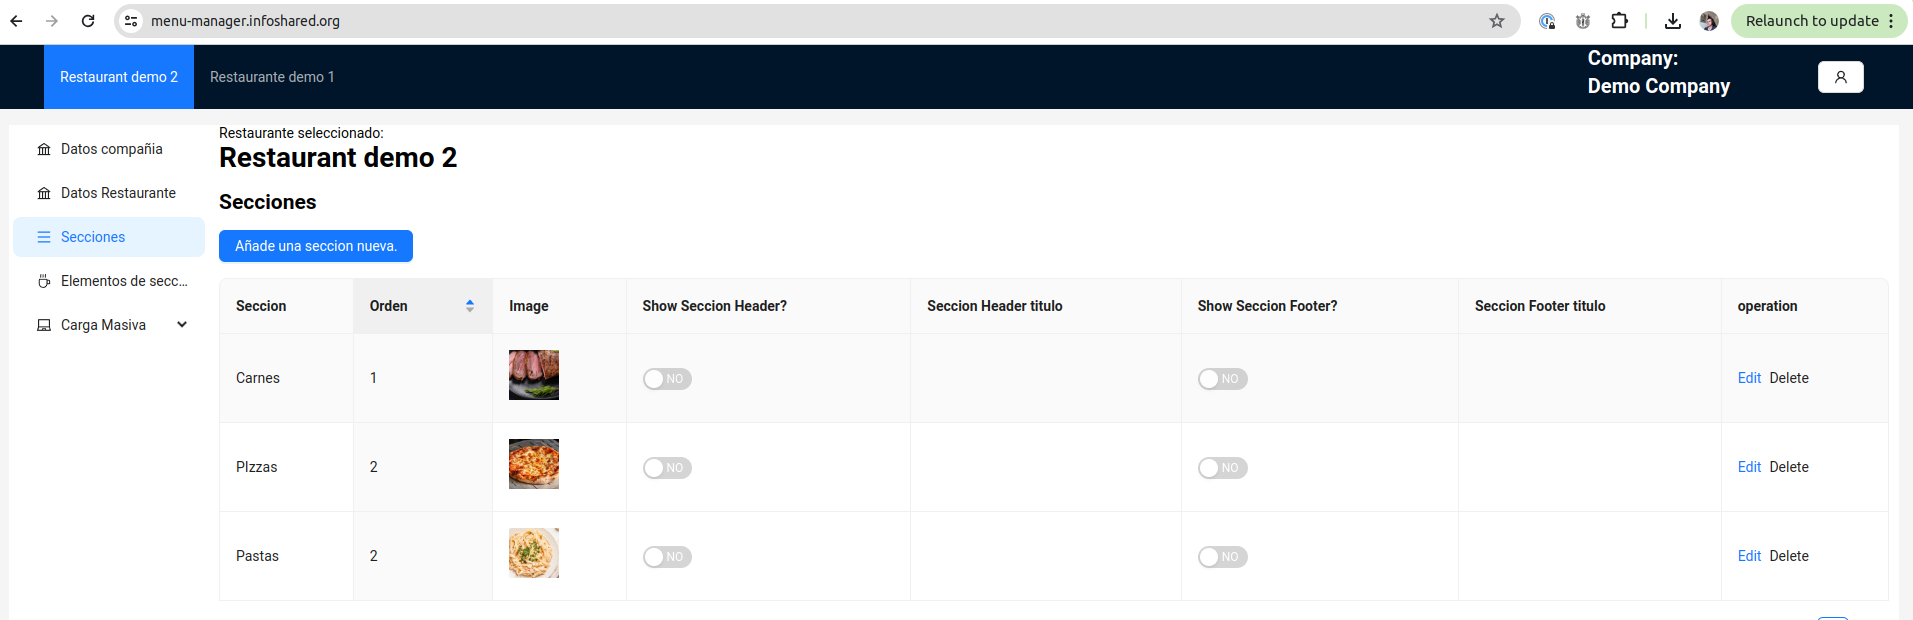 menu-manager.infoshared.org
Relaunch to update
Restaurant demo 2
Restaurante demo 1
Company:
Demo Company
Datos compañia
Datos Restaurante
Secciones
Elementos de secc...
Carga Masiva
Restaurante seleccionado:
Restaurant demo 2
Secciones
Añade una seccion nueva.
Seccion Orden Image Show Seccion Header? Seccion Header titulo Show Seccion Footer? Seccion Footer titulo operation
Carnes 1 NO NO Edit Delete
PIzzas 2 NO NO Edit Delete
Pastas 2 NO NO Edit Delete